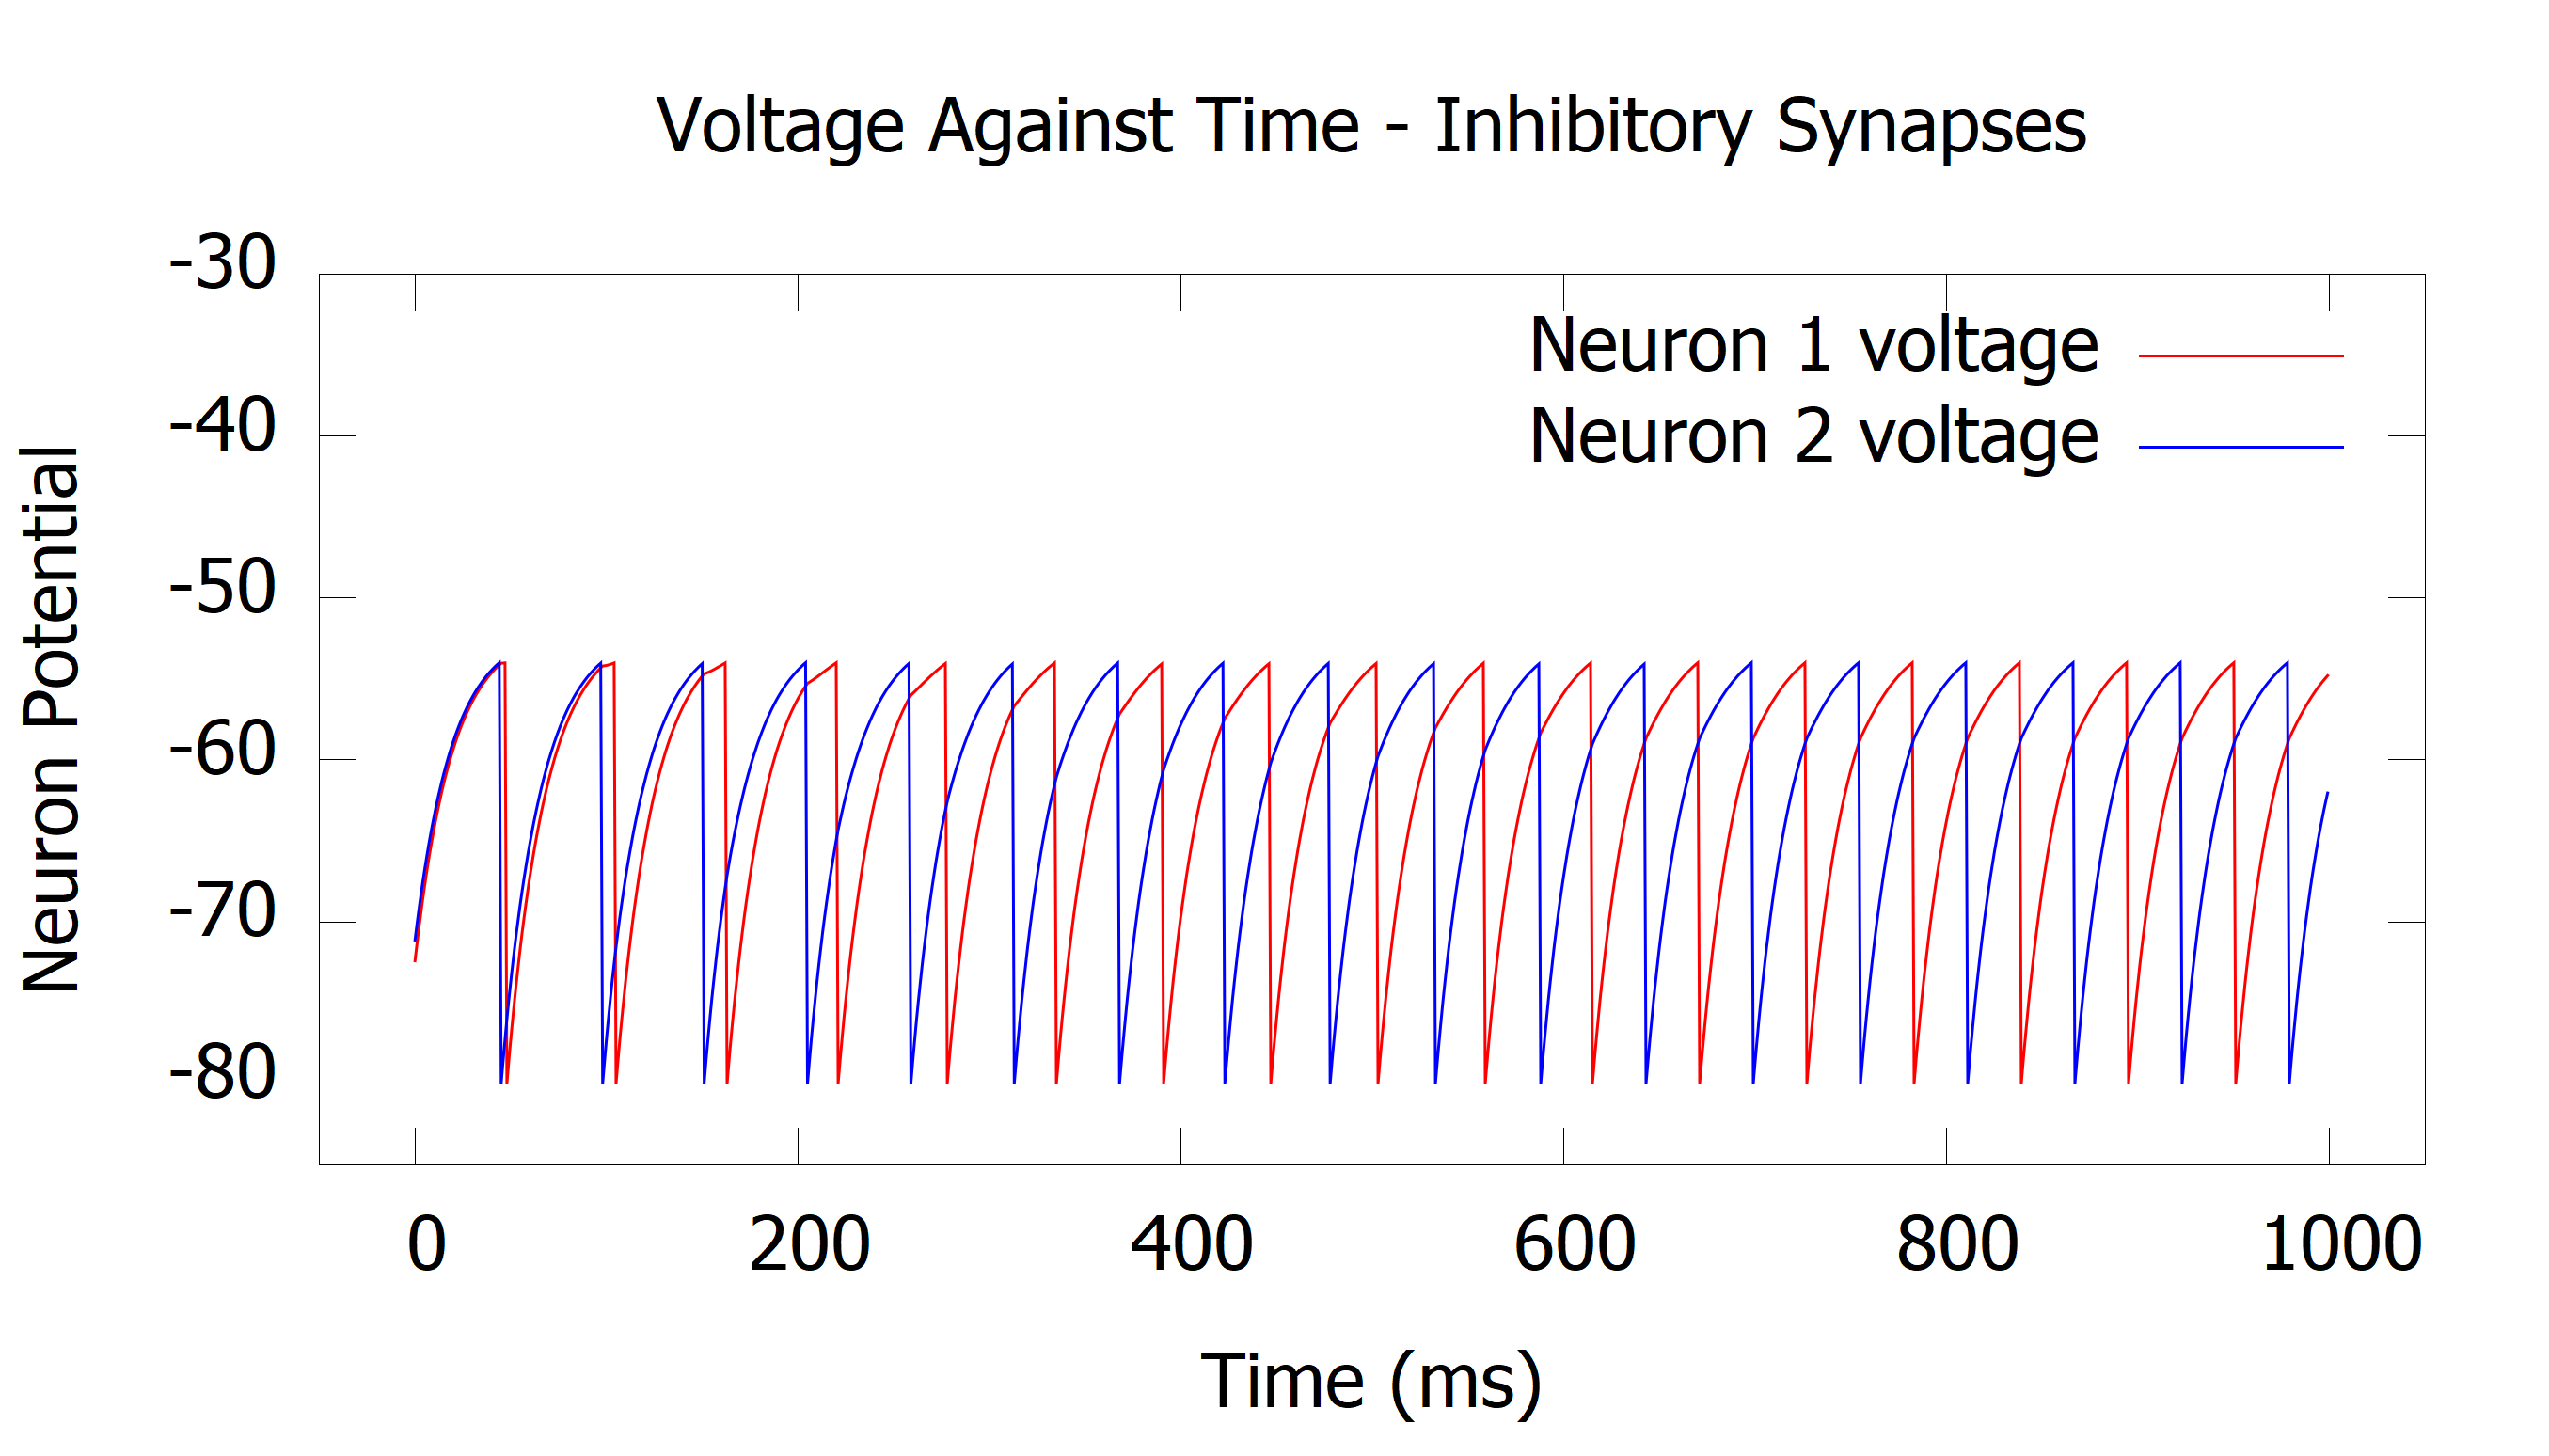 Voltage Against Time - Inhibitory Synapses
-30
Neuron 1 voltage
-40
Neuron 2 voltage
-50
-60
-70
-80
Neuron Potential
0 200 400 600 800 1000
Time (ms)